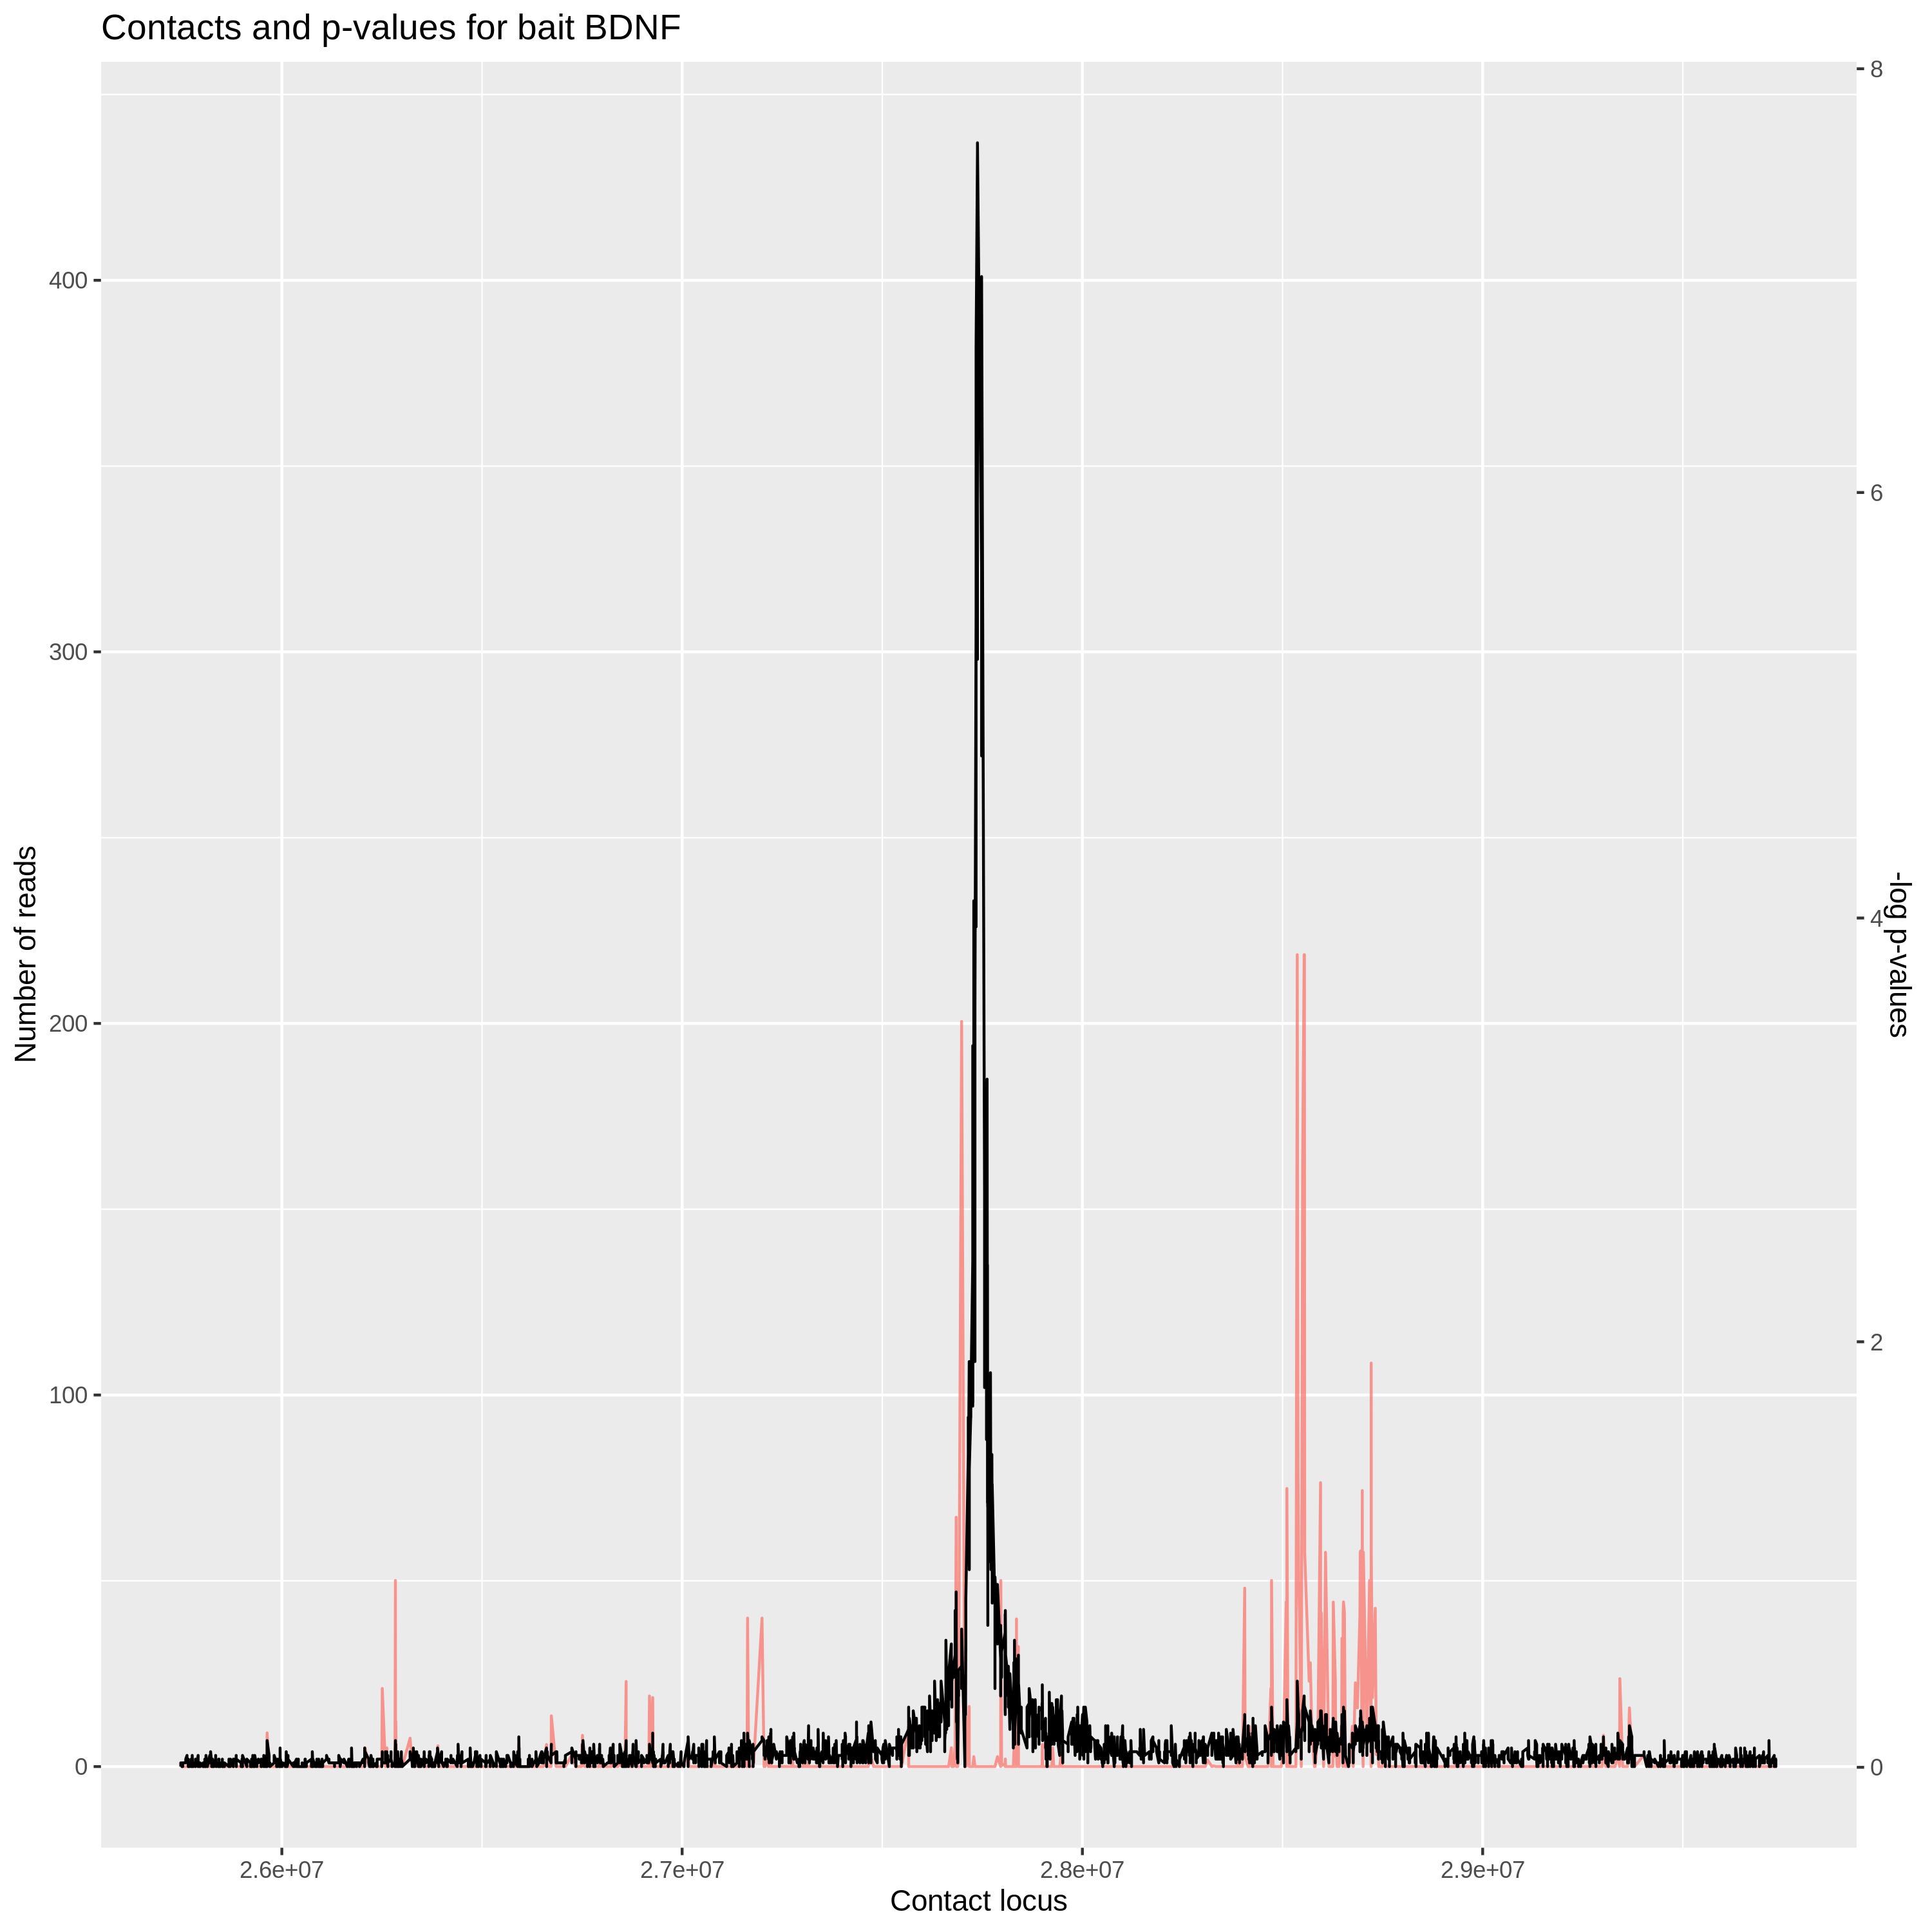 Contacts and p-values for bait BDNF
Number of reads
400
300
200
100
0
8
6
4
2
0
-log p-values
2.6e+07
2.7e+07
2.8e+07
2.9e+07
Contact locus